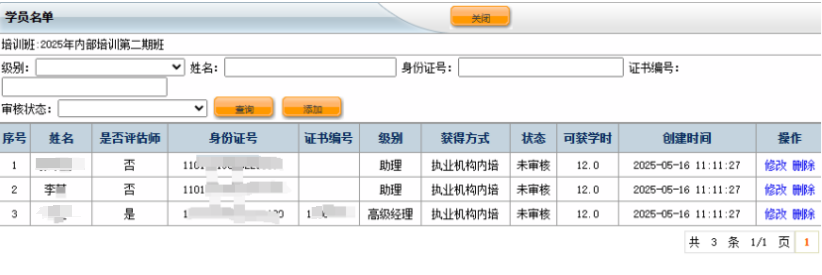 学员名单 关闭
培训班:2025年内部培训第二期班
级别: 姓名: 身份证号: 证书编号:
审核状态: 查询 添加
序号 姓名 是否评估师 身份证号 证书编号 级别 获得方式 状态 可获学时 创建时间 操作
1 否 助理 执业机构内培 未审核 12.0 2025-05-16 11:11:27 修改 删除
2 李 否 1101 助理 执业机构内培 未审核 12.0 2025-05-16 11:11:27 修改 删除
3 是 1 高级经理 执业机构内培 未审核 12.0 2025-05-16 11:11:27 修改 删除
共 3 条 1/1 页 1